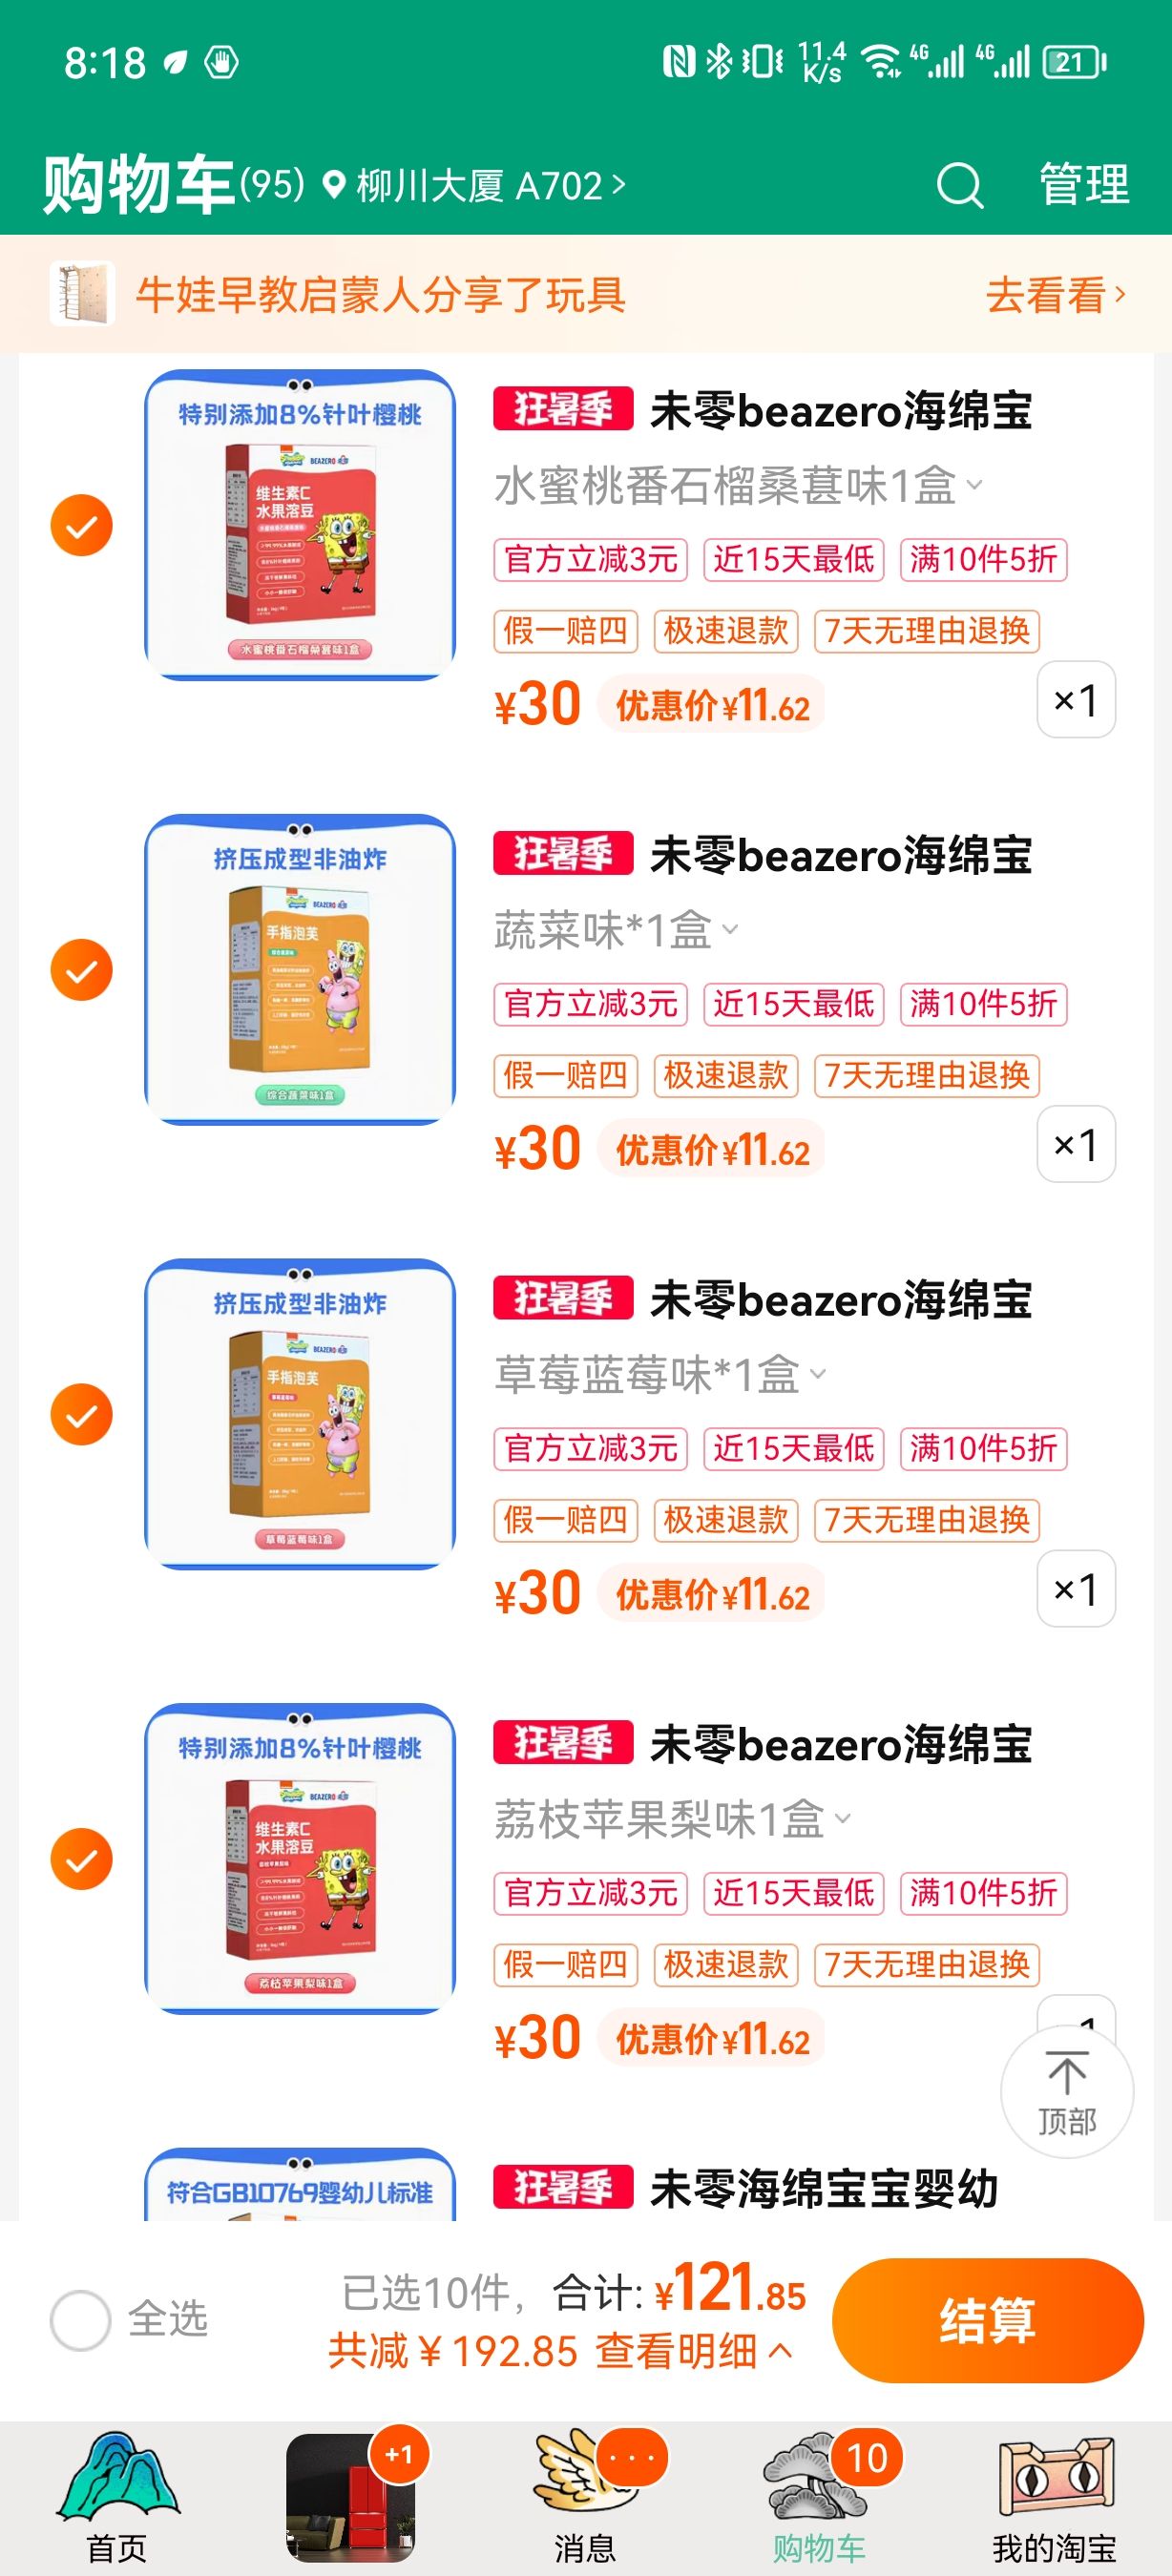 8:18
11.4 K/s 4G 4G 21
购物车(95) 柳川大厦 A702
管理
牛娃早教启蒙人分享了玩具
去看看
特别添加8%针叶樱桃
BEAZERO
维生素C
水果溶豆
水蜜桃番石榴桑葚味1盒
狂暑季 未零beazero海绵宝
水蜜桃番石榴桑葚味1盒
官方立减3元 近15天最低 满10件5折
假一赔四 极速退款 7天无理由退换
¥30 优惠价¥11.62
×1
挤压成型非油炸
BEAZERO
手指泡芙
综合蔬菜味1盒
狂暑季 未零beazero海绵宝
蔬菜味*1盒
官方立减3元 近15天最低 满10件5折
假一赔四 极速退款 7天无理由退换
¥30 优惠价¥11.62
×1
挤压成型非油炸
BEAZERO
手指泡芙
草莓蓝莓味1盒
狂暑季 未零beazero海绵宝
草莓蓝莓味*1盒
官方立减3元 近15天最低 满10件5折
假一赔四 极速退款 7天无理由退换
¥30 优惠价¥11.62
×1
特别添加8%针叶樱桃
BEAZERO
维生素C
水果溶豆
荔枝苹果梨味1盒
狂暑季 未零beazero海绵宝
荔枝苹果梨味1盒
官方立减3元 近15天最低 满10件5折
假一赔四 极速退款 7天无理由退换
¥30 优惠价¥11.62
顶部
符合GB10769婴幼儿标准
狂暑季 未零海绵宝宝婴幼
全选
已选10件, 合计: ¥121.85
共减¥192.85 查看明细
结算
+1
10
首页
消息
购物车
我的淘宝